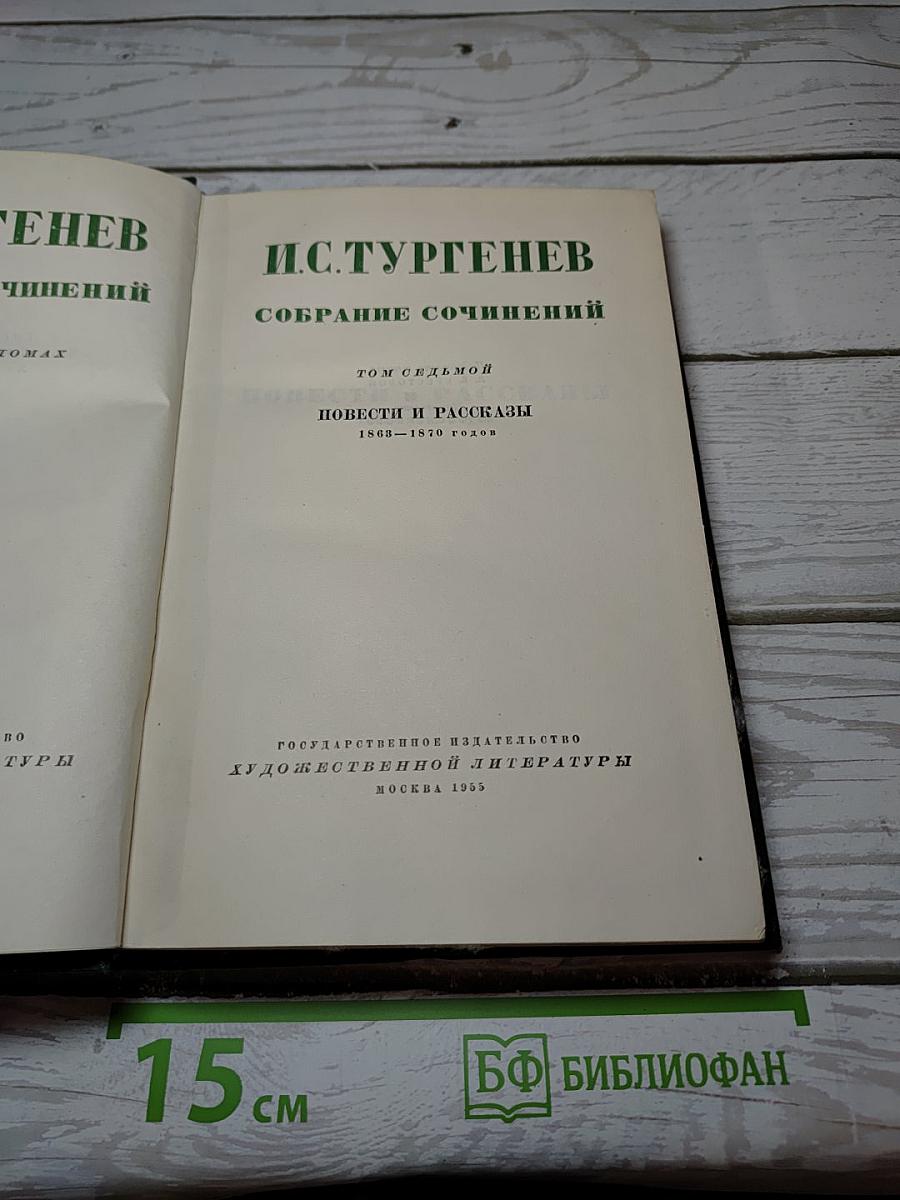 ГЕНЕВ
ЧИНЕНИЙ
ТОМАХ
ВО
ТУРЫ
И.С.ТУРГЕНЕВ
СОБРАНИЕ СОЧИНЕНИЙ
ТОМ СЕДЬМОЙ
ПОВЕСТИ И РАССКАЗЫ
1863—1870 годов
ГОСУДАРСТВЕННОЕ ИЗДАТЕЛЬСТВО
ХУДОЖЕСТВЕННОЙ ЛИТЕРАТУРЫ
МОСКВА 1955
15 см
БФ БИБЛИОФАН